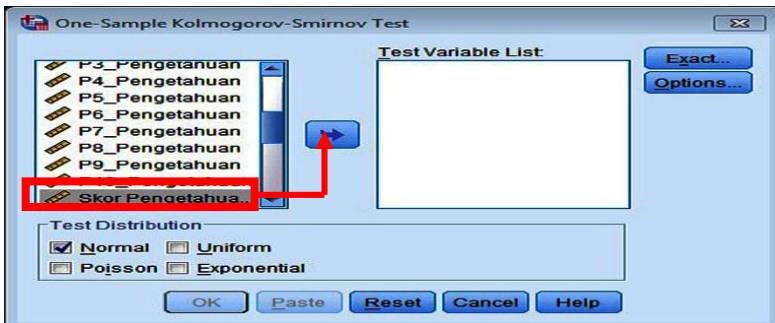 One-Sample Kolmogorov-Smirnov Test
Test Variable List:
P3_Pengetahuan
P4_Pengetahuan
P5_Pengetahuan
P6_Pengetahuan
P7_Pengetahuan
P8_Pengetahuan
P9_Pengetahuan
Skor Pengetahua..
Exact...
Options...
Test Distribution
Normal Uniform
Poisson Exponential
OK Paste Reset Cancel Help